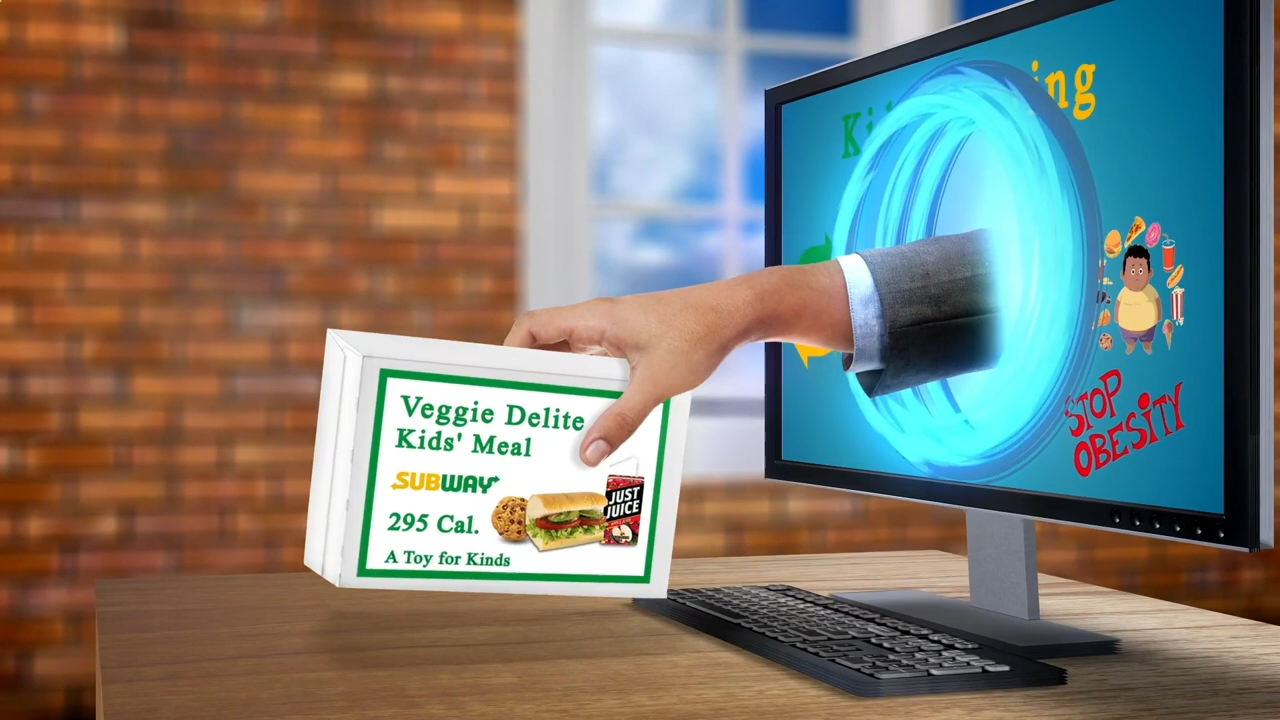 Veggie Delite
Kids' Meal
SUBWAY
295 Cal.
A Toy for Kinds
JUST
JUICE
STOP
OBESITY